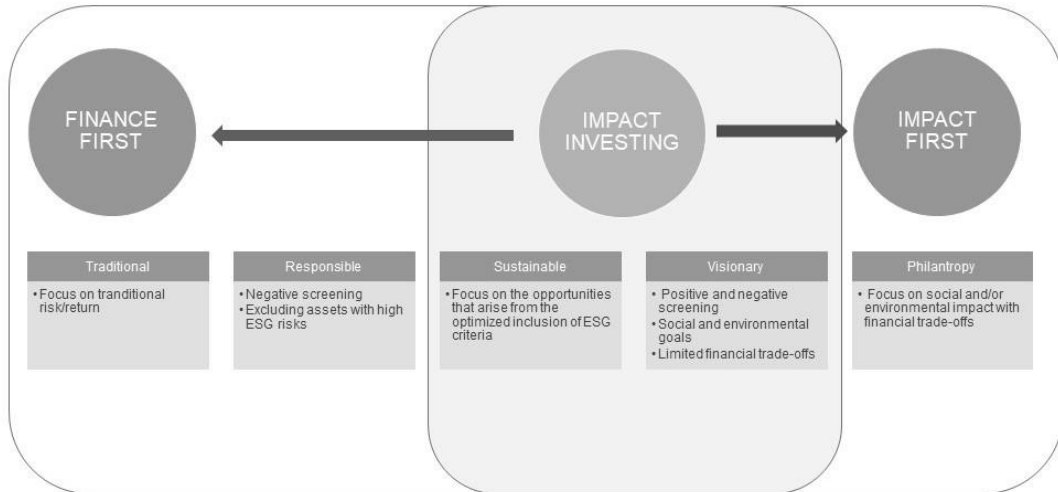 FINANCE
FIRST
IMPACT
INVESTING
IMPACT
FIRST
Traditional
• Focus on tranditional
risk/return
Responsible
• Negative screening
• Excluding assets with high
ESG risks
Sustainable
• Focus on the opportunities
that arise from the
optimized inclusion of ESG
criteria
Visionary
• Positive and negative
screening
• Social and environmental
goals
• Limited financial trade-offs
Philantropy
• Focus on social and/or
environmental impact with
financial trade-offs